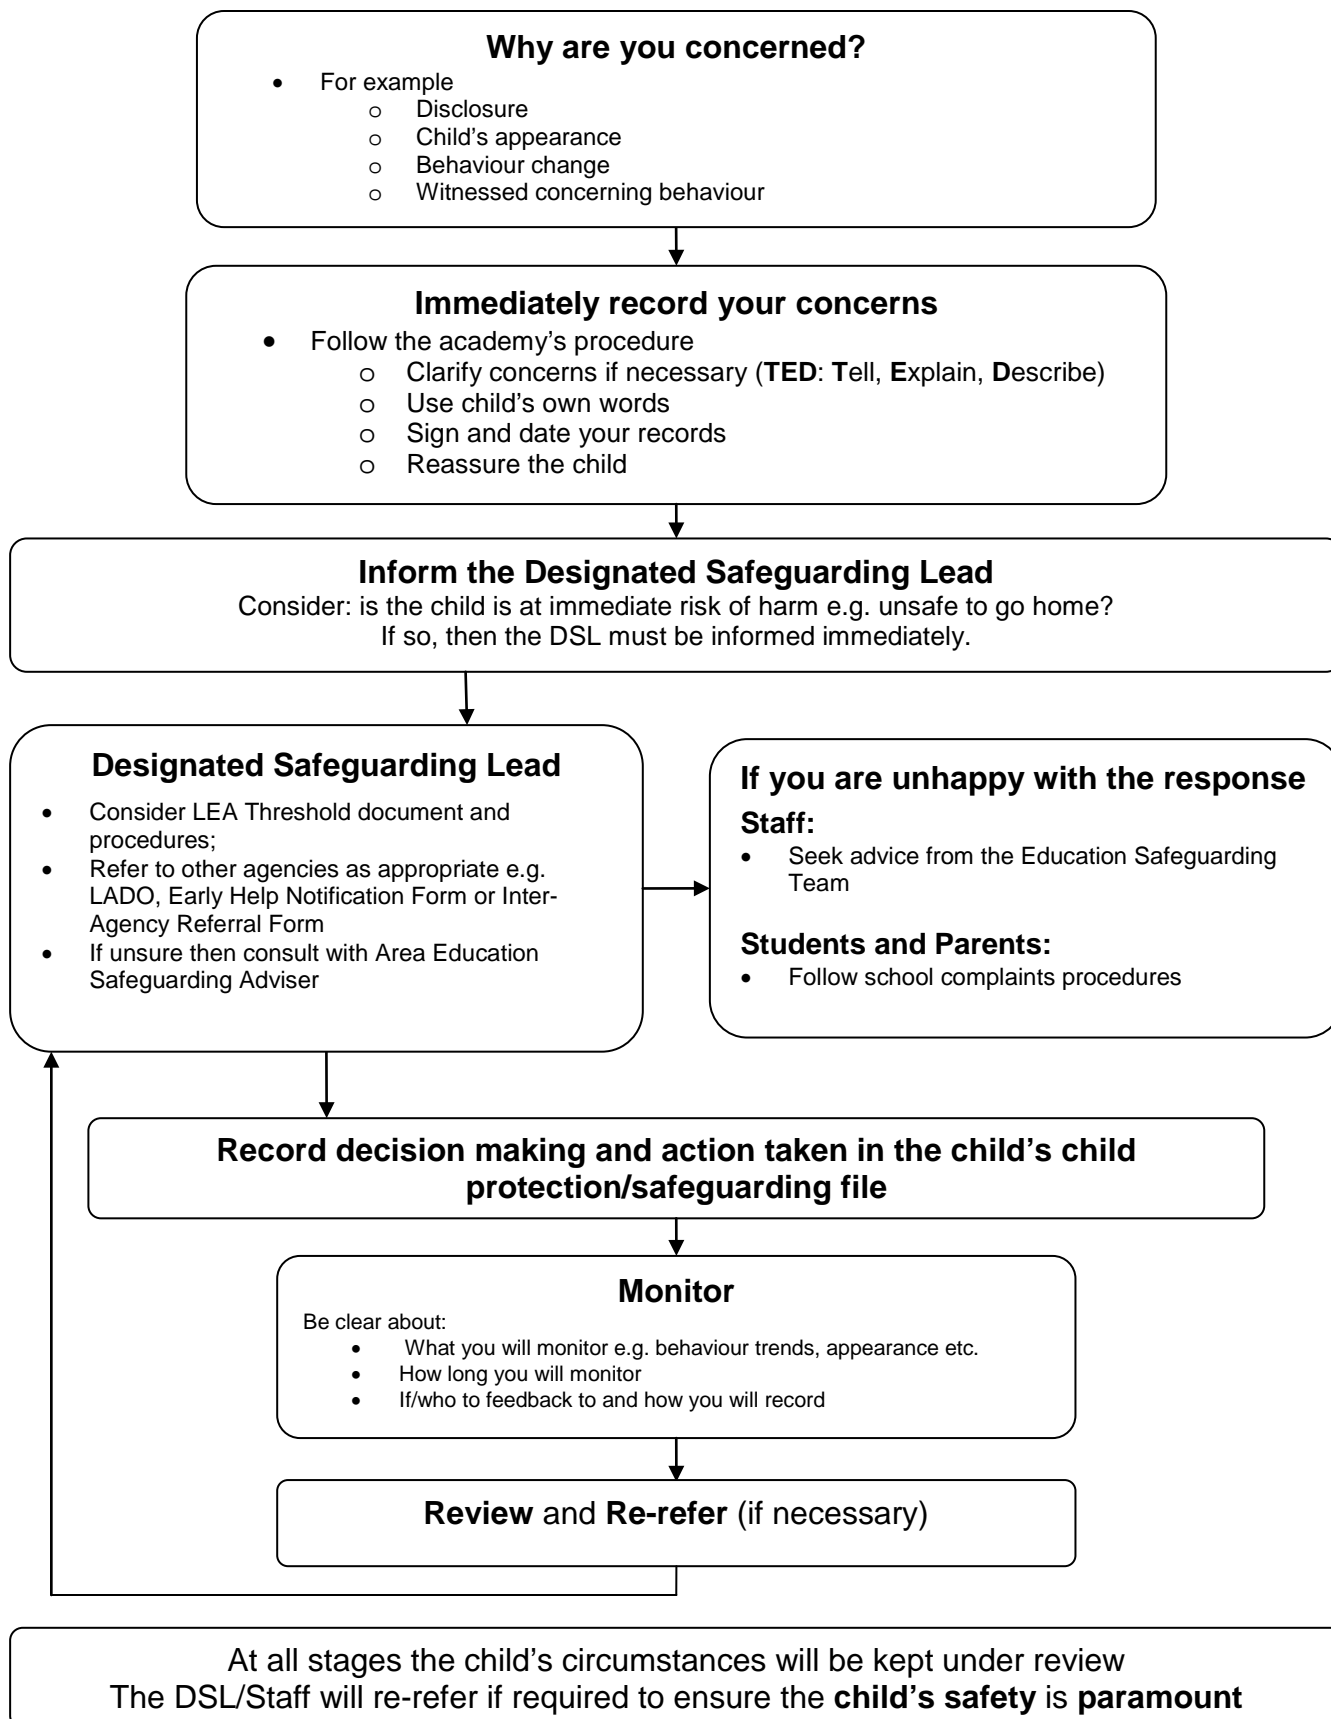 Why are you concerned?
• For example
o Disclosure
o Child’s appearance
o Behaviour change
o Witnessed concerning behaviour
Immediately record your concerns
• Follow the academy’s procedure
o Clarify concerns if necessary (TED: Tell, Explain, Describe)
o Use child’s own words
o Sign and date your records
o Reassure the child
Inform the Designated Safeguarding Lead
Consider: is the child is at immediate risk of harm e.g. unsafe to go home?
If so, then the DSL must be informed immediately.
Designated Safeguarding Lead
• Consider LEA Threshold document and
procedures;
• Refer to other agencies as appropriate e.g.
LADO, Early Help Notification Form or Inter-
Agency Referral Form
• If unsure then consult with Area Education
Safeguarding Adviser
If you are unhappy with the response
Staff:
• Seek advice from the Education Safeguarding
Team
Students and Parents:
• Follow school complaints procedures
Record decision making and action taken in the child’s child
protection/safeguarding file
Monitor
Be clear about:
• What you will monitor e.g. behaviour trends, appearance etc.
• How long you will monitor
• If/who to feedback to and how you will record
Review and Re-refer (if necessary)
At all stages the child’s circumstances will be kept under review
The DSL/Staff will re-refer if required to ensure the child’s safety is paramount